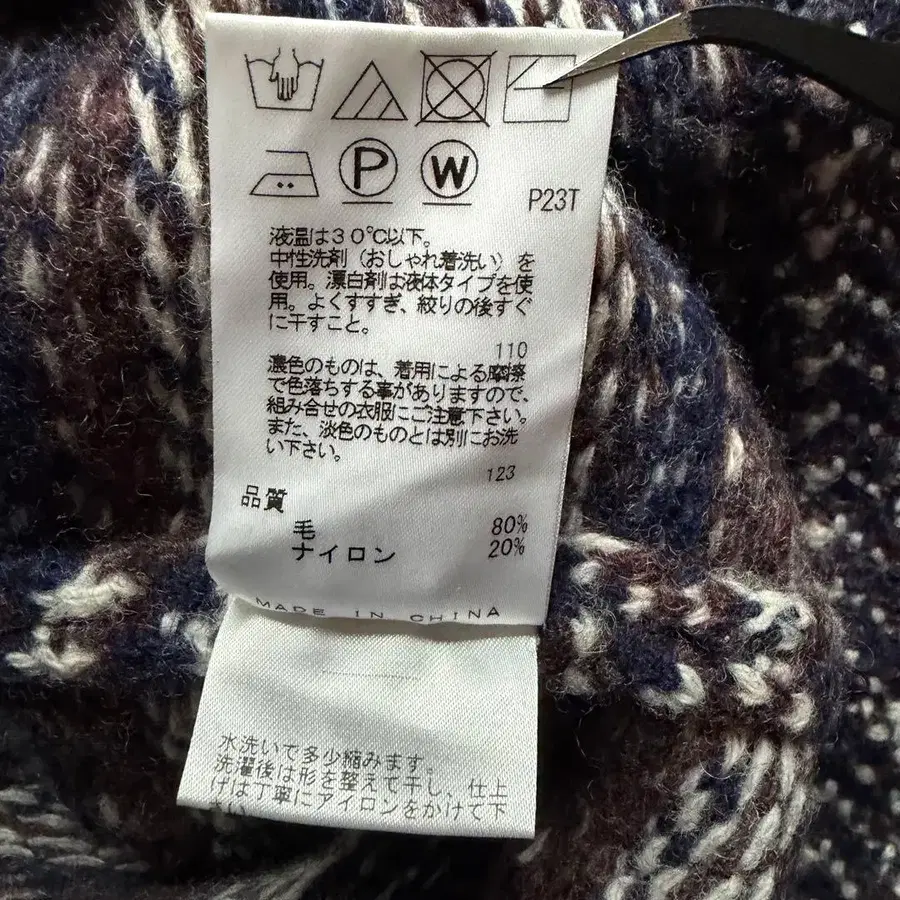 P W
P23T
液温は30℃以下。
中性洗剤（おしゃれ着洗い）を
使用。漂白剤は液体タイプを使
用。よくすすぎ、絞りの後すぐ
に干すこと。
110
濃色のものは、着用による摩擦
で色落ちする事がありますので、
組み合せの衣服にご注意下さい。
また、淡色のものとは別にお洗
い下さい。
123
品質
毛 80%
ナイロン 20%
MADE IN CHINA
水洗いで多少縮みます。
洗濯後は形を整えて干し、仕上
げは丁寧にアイロンをかけて下
さい。